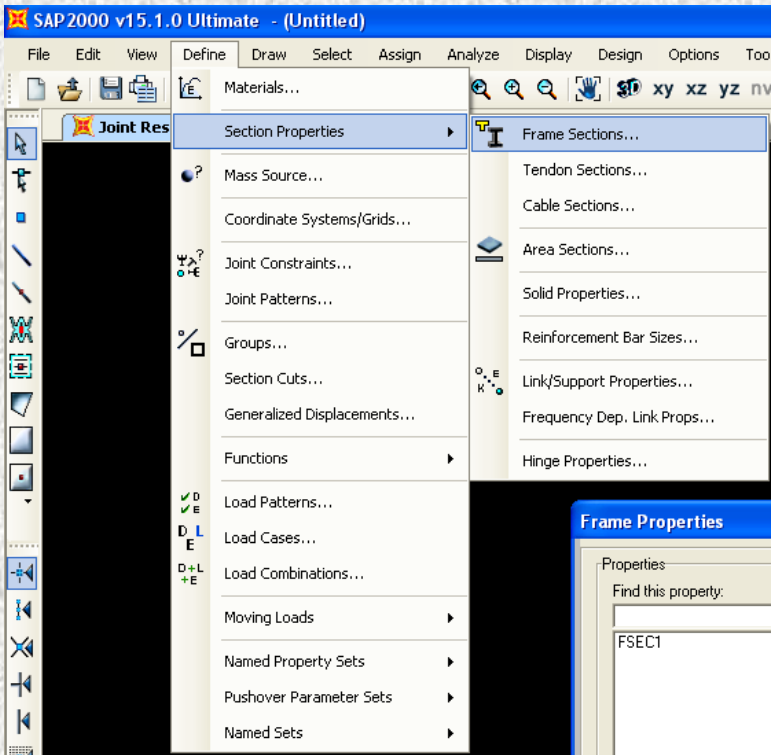 SAP2000 v15.1.0 Ultimate - (Untitled)
File Edit View Define Draw Select Assign Analyze Display Design Options Too
xy xz yz nv
Joint Res
Materials...
Section Properties
Mass Source...
Coordinate Systems/Grids...
Joint Constraints...
Joint Patterns...
Groups...
Section Cuts...
Generalized Displacements...
Functions
Load Patterns...
Load Cases...
Load Combinations...
Moving Loads
Named Property Sets
Pushover Parameter Sets
Named Sets
Frame Sections...
Tendon Sections...
Cable Sections...
Area Sections...
Solid Properties...
Reinforcement Bar Sizes...
Link/Support Properties...
Frequency Dep. Link Props...
Hinge Properties...
Frame Properties
Properties
Find this property:
FSEC1